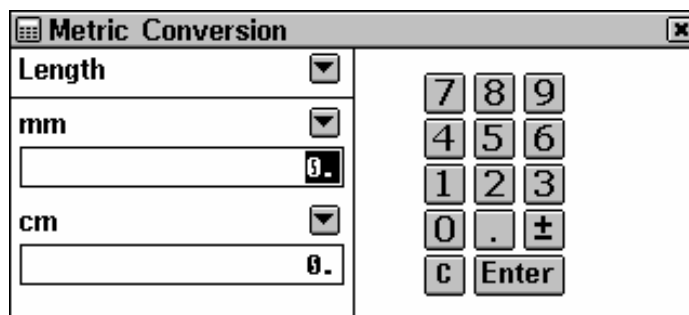 Metric Conversion
Length
mm
0.
cm
0.
7 8 9
4 5 6
1 2 3
0 . ±
C Enter